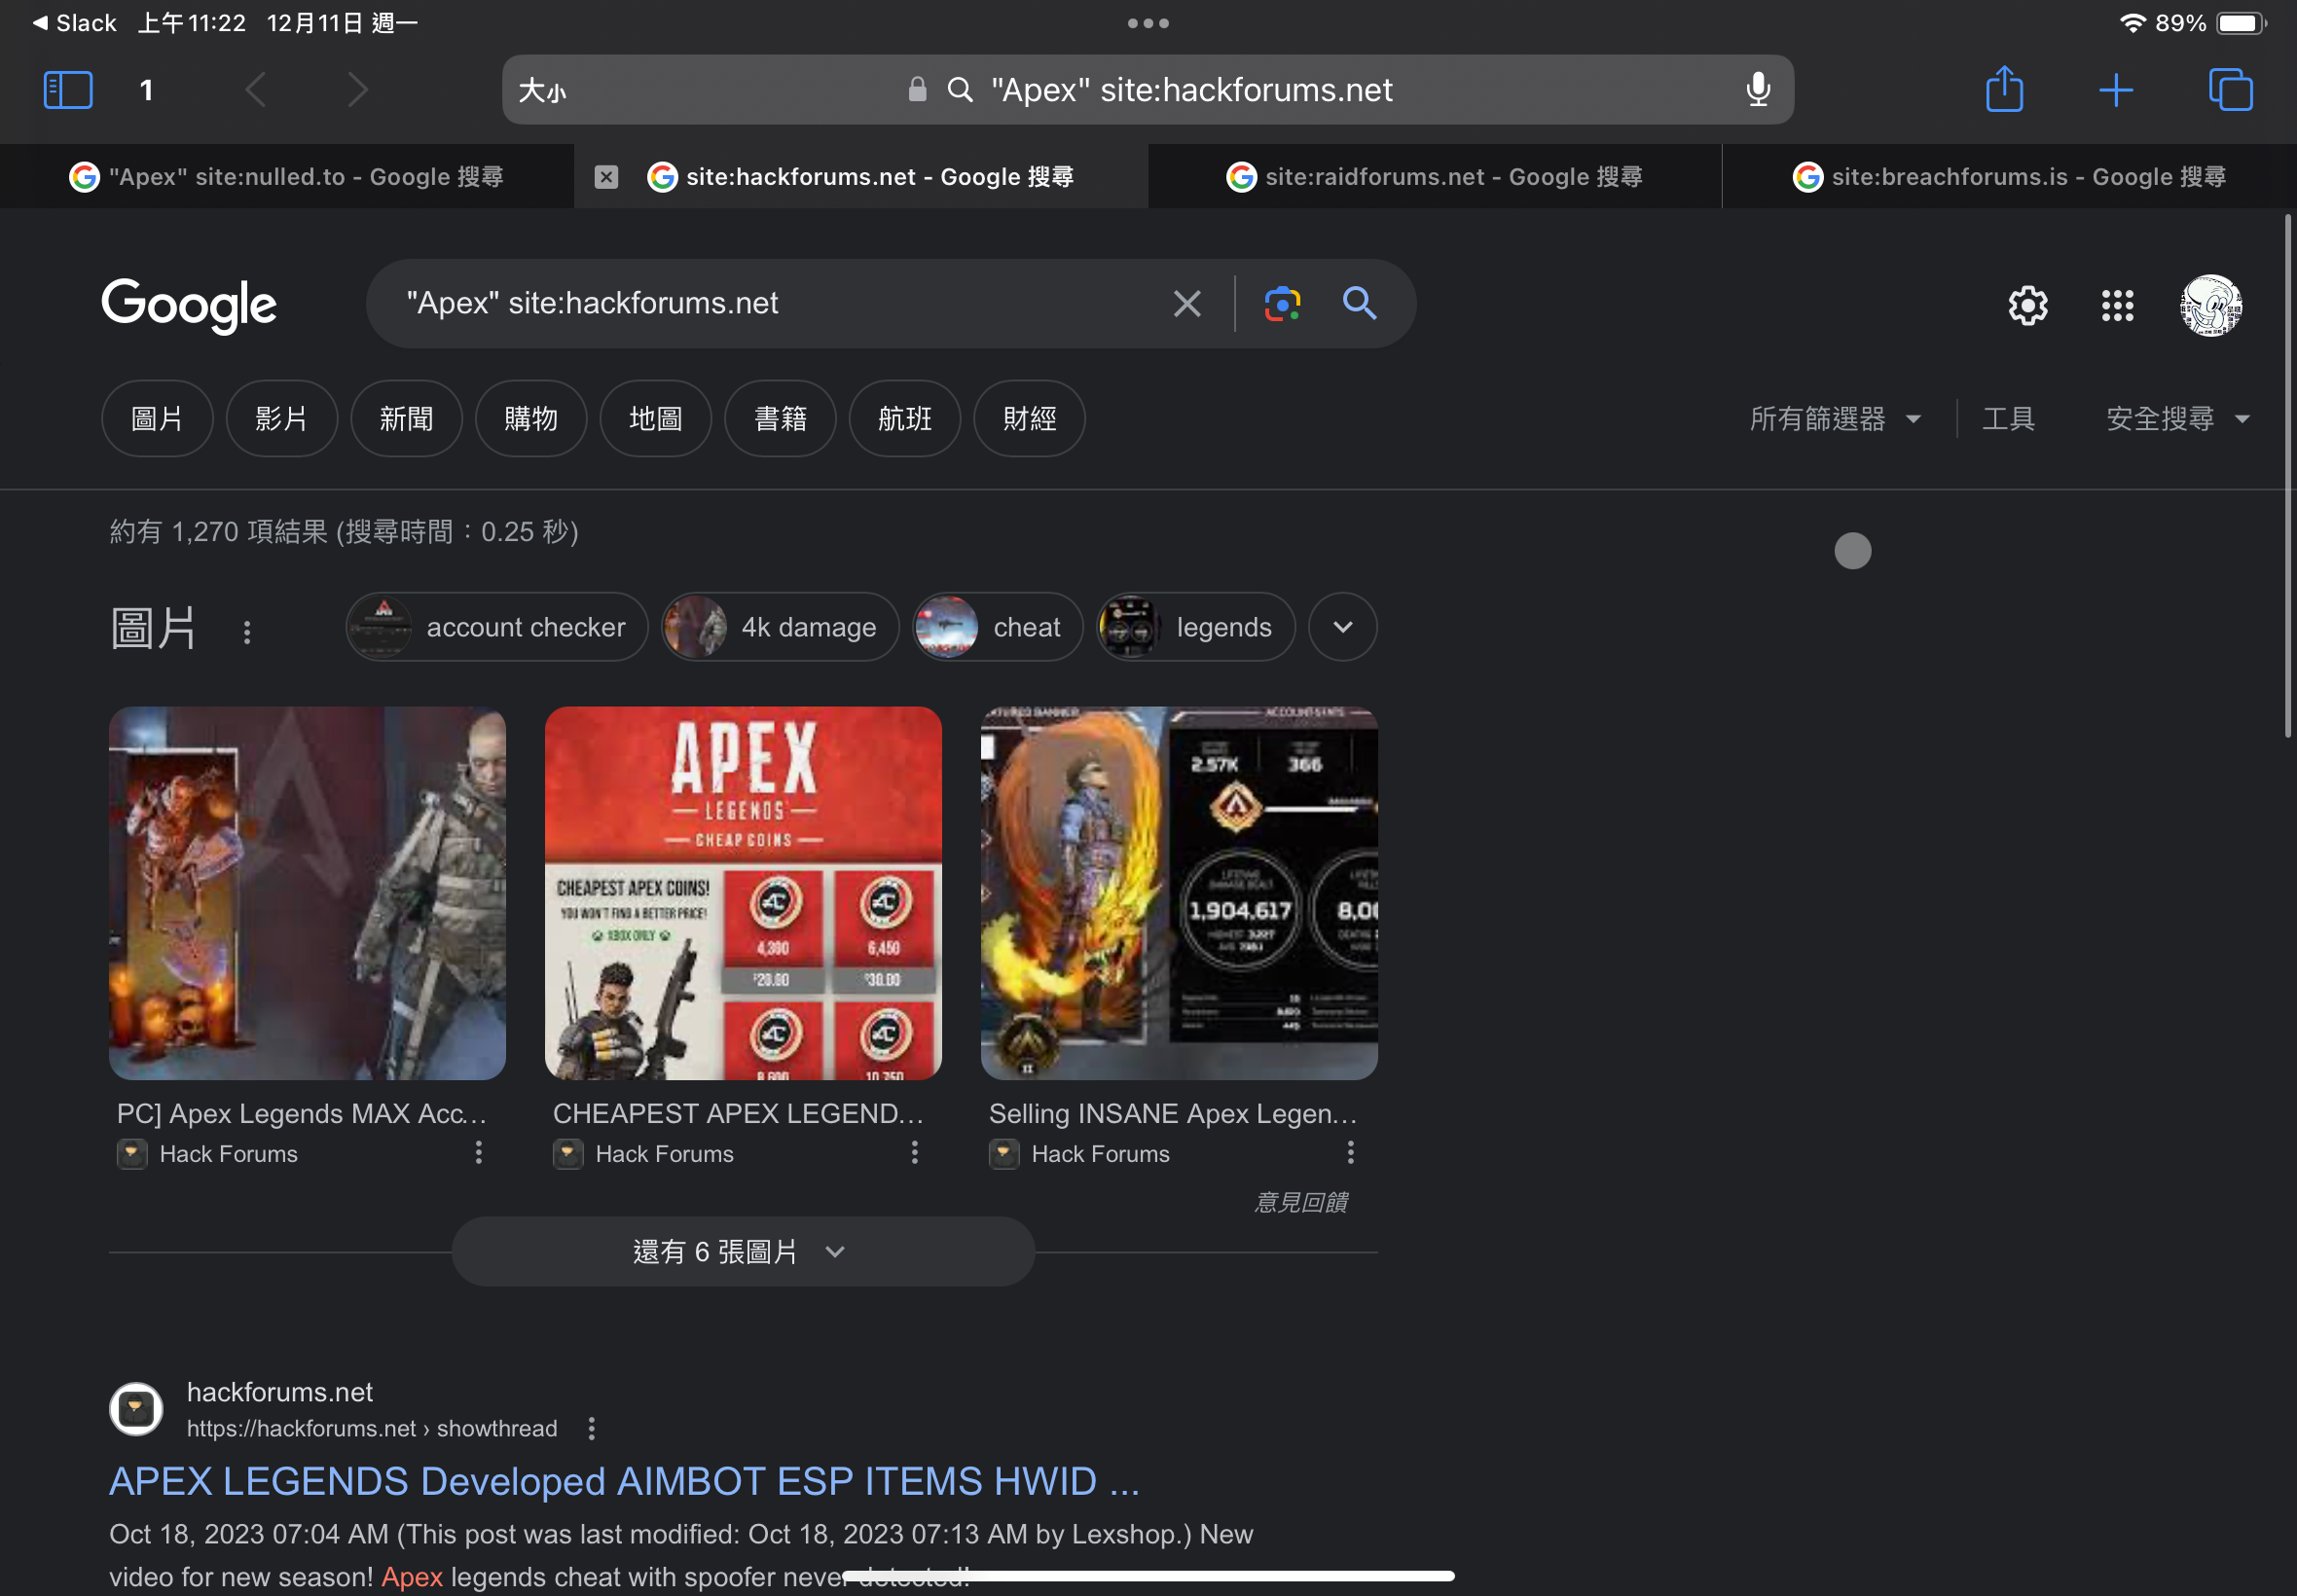 Slack 上午11:22 12月11日 週一 89%
1 大小 "Apex" site:hackforums.net
"Apex" site:nulled.to - Google 搜尋
site:hackforums.net - Google 搜尋
site:raidforums.net - Google 搜尋
site:breachforums.is - Google 搜尋
Google "Apex" site:hackforums.net
圖片 影片 新聞 購物 地圖 書籍 航班 財經 所有篩選器 工具 安全搜尋
約有 1,270 項結果 (搜尋時間：0.25 秒)
圖片 account checker 4k damage cheat legends
APEX
LEGENDS
CHEAP COINS
CHEAPEST APEX COINS!
YOU WON'T FIND A BETTER PRICE!
XBOX ONLY
4,300 6,450
$20.00 $30.00
8,600 10,750
ACCOUNT STATS
2.57K 366
1,904,617
PC] Apex Legends MAX Acc...
Hack Forums
CHEAPEST APEX LEGEND...
Hack Forums
Selling INSANE Apex Legen...
Hack Forums
意見回饋
還有 6 張圖片
hackforums.net
https://hackforums.net › showthread
APEX LEGENDS Developed AIMBOT ESP ITEMS HWID ...
Oct 18, 2023 07:04 AM (This post was last modified: Oct 18, 2023 07:13 AM by Lexshop.) New
video for new season! Apex legends cheat with spoofer never detected!